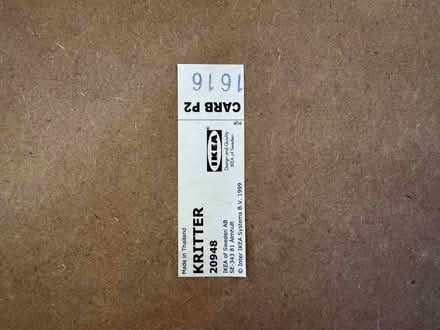 Made in Thailand
KRITTER
20948
IKEA of Sweden AB
SE-343 81 Älmhult
© Inter IKEA Systems B.V. 1999
IKEA
Design and Quality
IKEA of Sweden
CARB P2
1616